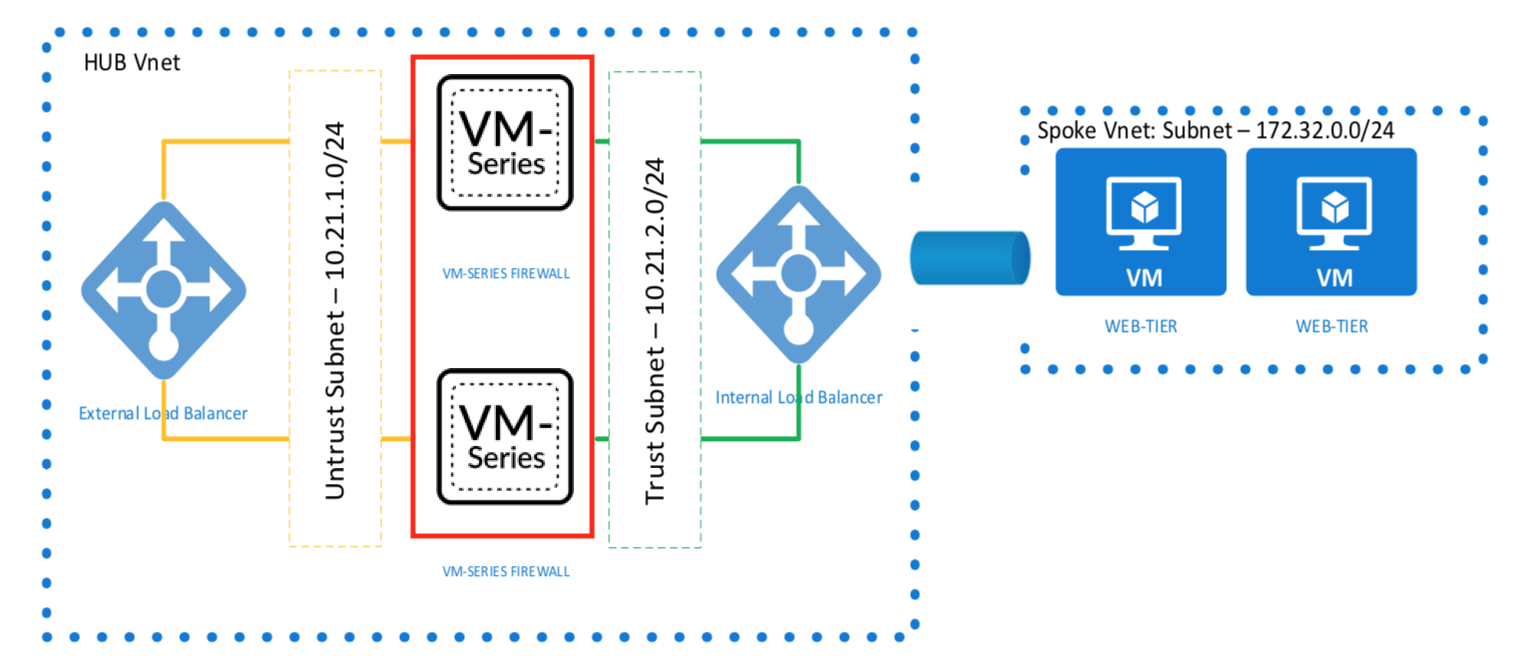 HUB Vnet
External Load Balancer
Untrust Subnet – 10.21.1.0/24
VM-
Series
VM-SERIES FIREWALL
VM-
Series
VM-SERIES FIREWALL
Trust Subnet – 10.21.2.0/24
Internal Load Balancer
Spoke Vnet: Subnet – 172.32.0.0/24
VM
WEB-TIER
VM
WEB-TIER